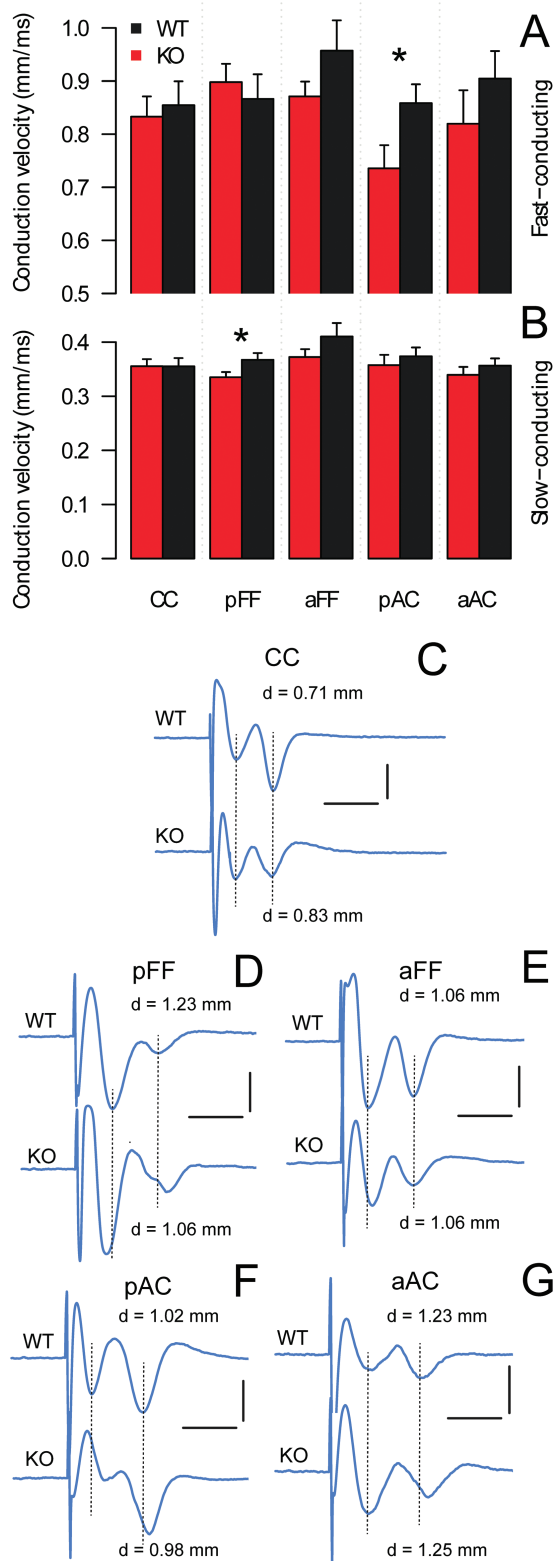 A
WT
KO
*
Conduction velocity (mm/ms)
1.0
0.9
0.8
0.7
0.6
0.5
Fast-conducting
B
*
Conduction velocity (mm/ms)
0.4
0.3
0.2
0.1
0.0
Slow-conducting
CC pFF aFF pAC aAC
CC C
d = 0.71 mm
WT
KO
d = 0.83 mm
pFF D
d = 1.23 mm
WT
KO
d = 1.06 mm
aFF E
d = 1.06 mm
WT
KO
d = 1.06 mm
pAC F
d = 1.02 mm
WT
KO
d = 0.98 mm
aAC G
d = 1.23 mm
WT
KO
d = 1.25 mm